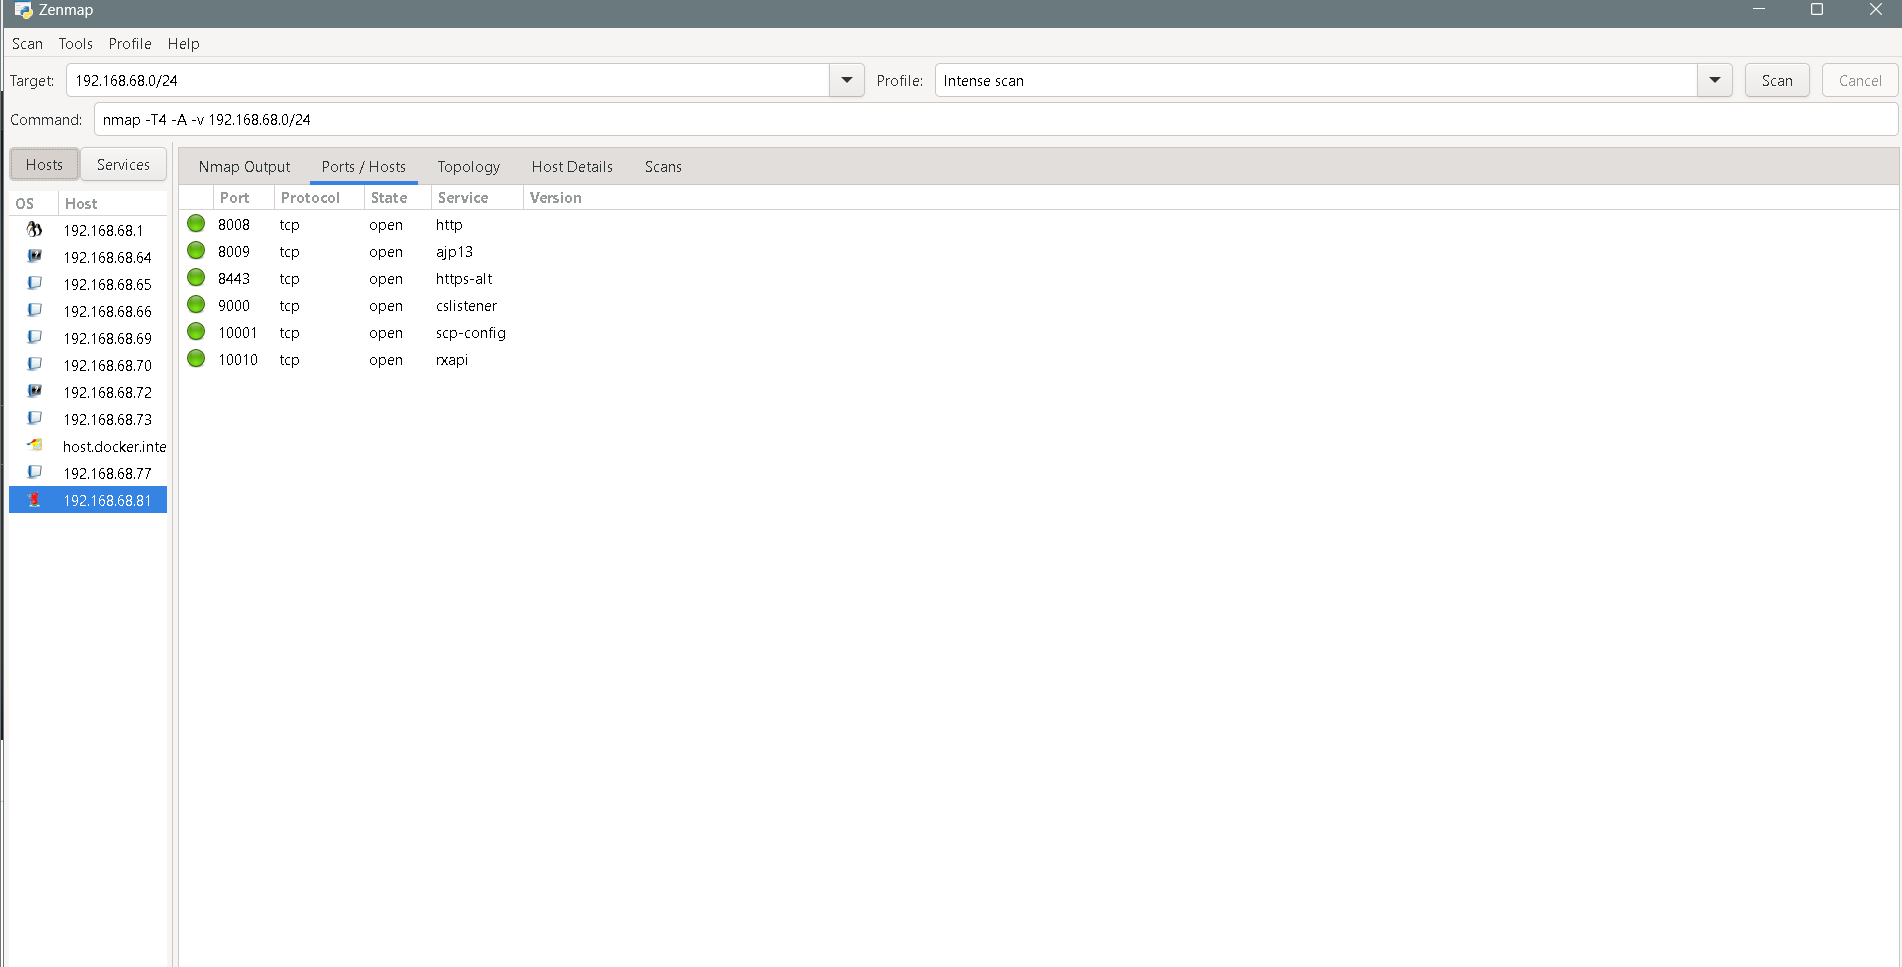 Zenmap
Scan Tools Profile Help
Target: 192.168.68.0/24 Profile: Intense scan Scan Cancel
Command: nmap -T4 -A -v 192.168.68.0/24
Hosts Services
OS Host
192.168.68.1
192.168.68.64
192.168.68.65
192.168.68.66
192.168.68.69
192.168.68.70
192.168.68.72
192.168.68.73
host.docker.inte
192.168.68.77
192.168.68.81
Nmap Output Ports / Hosts Topology Host Details Scans
Port Protocol State Service Version
8008 tcp open http
8009 tcp open ajp13
8443 tcp open https-alt
9000 tcp open cslistener
10001 tcp open scp-config
10010 tcp open rxapi